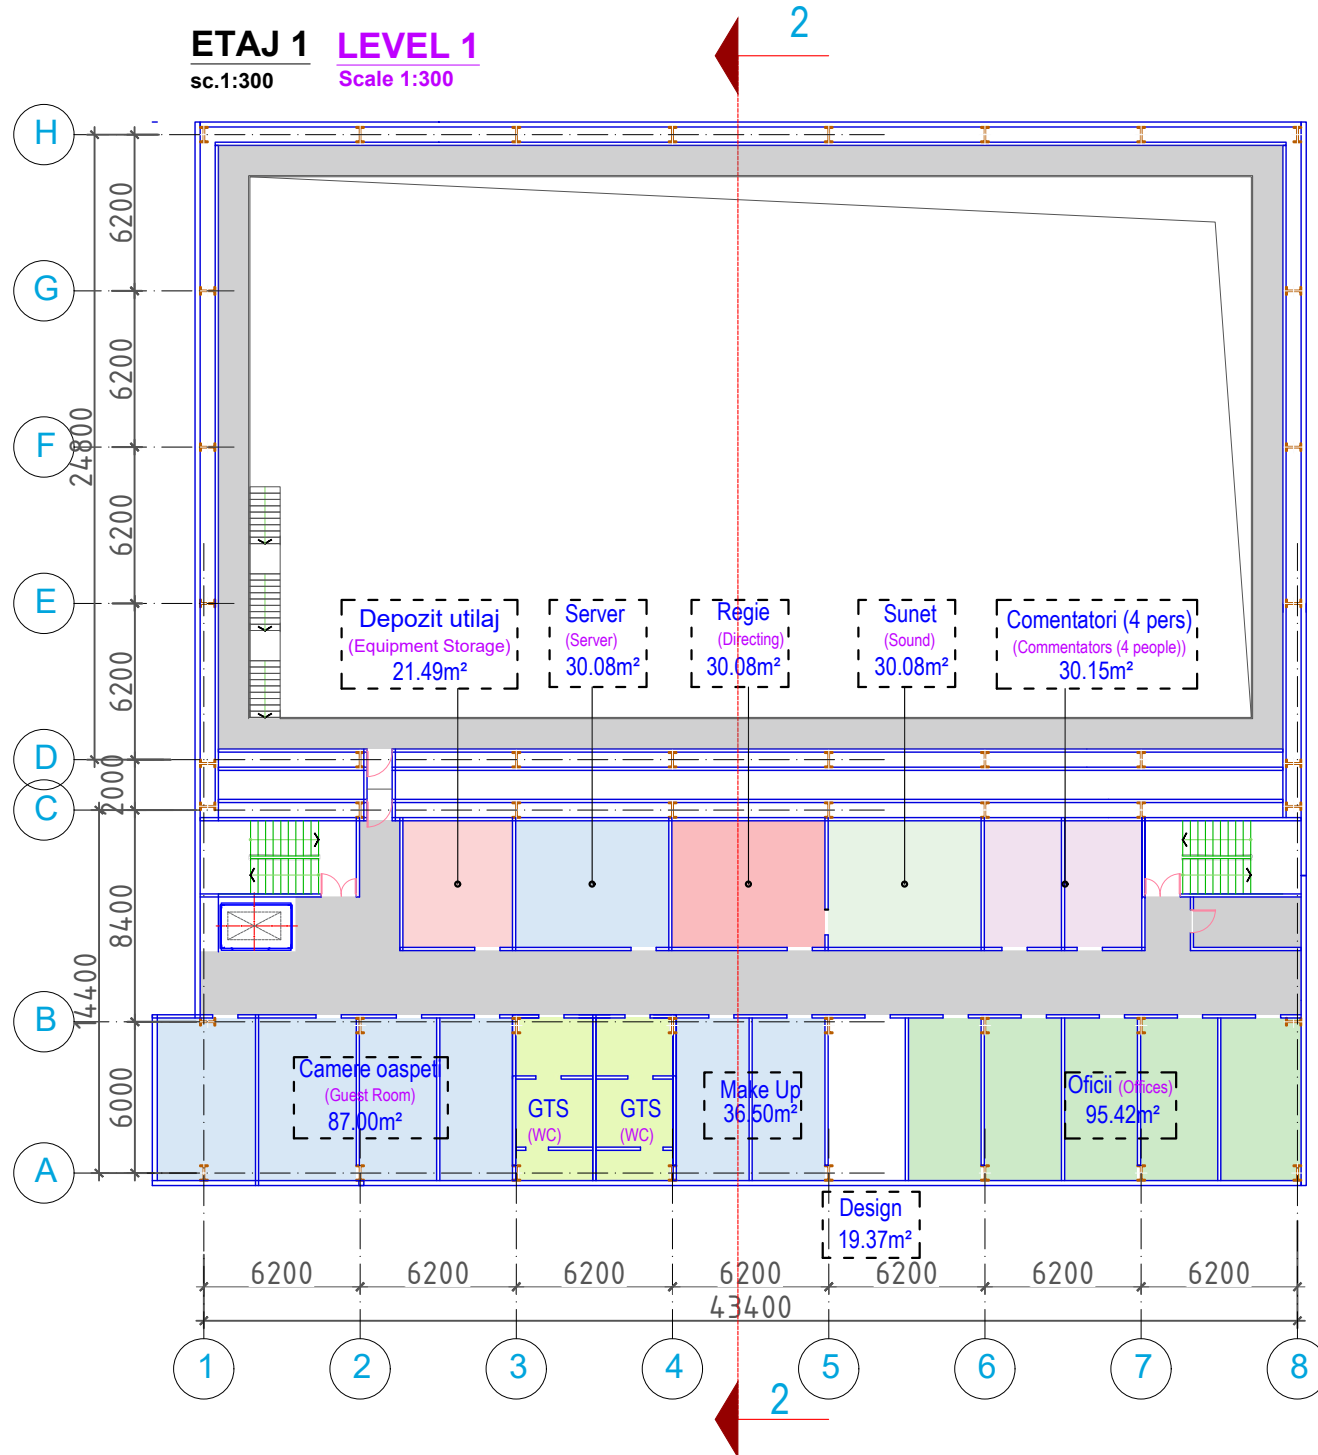 ETAJ 1 LEVEL 1
sc.1:300 Scale 1:300
2
H
6200
G
6200
F
24800
6200
E
6200
Depozit utilaj
(Equipment Storage)
21.49m²
Server
(Server)
30.08m²
Regie
(Directing)
30.08m²
Sunet
(Sound)
30.08m²
Comentatori (4 pers)
(Commentators (4 people))
30.15m²
D
2000
C
8400
14400
B
6000
A
Camere oaspeți
(Guest Room)
87.00m²
GTS
(WC)
GTS
(WC)
Make Up
36.50m²
Oficii (Offices)
95.42m²
Design
19.37m²
6200 6200 6200 6200 6200 6200 6200
43400
1 2 3 4 5 6 7 8
2